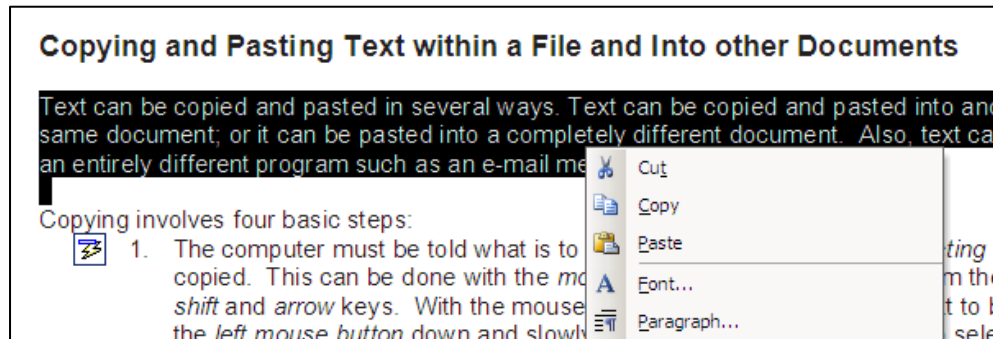 Copying and Pasting Text within a File and Into other Documents
Text can be copied and pasted in several ways. Text can be copied and pasted into
same document; or it can be pasted into a completely different document. Also, text
an entirely different program such as an e-mail
Cut
Copy
Paste
Font...
Paragraph...
Copying involves four basic steps:
1. The computer must be told what is to
copied. This can be done with the
shift and arrow keys. With the mouse
the left mouse button down and